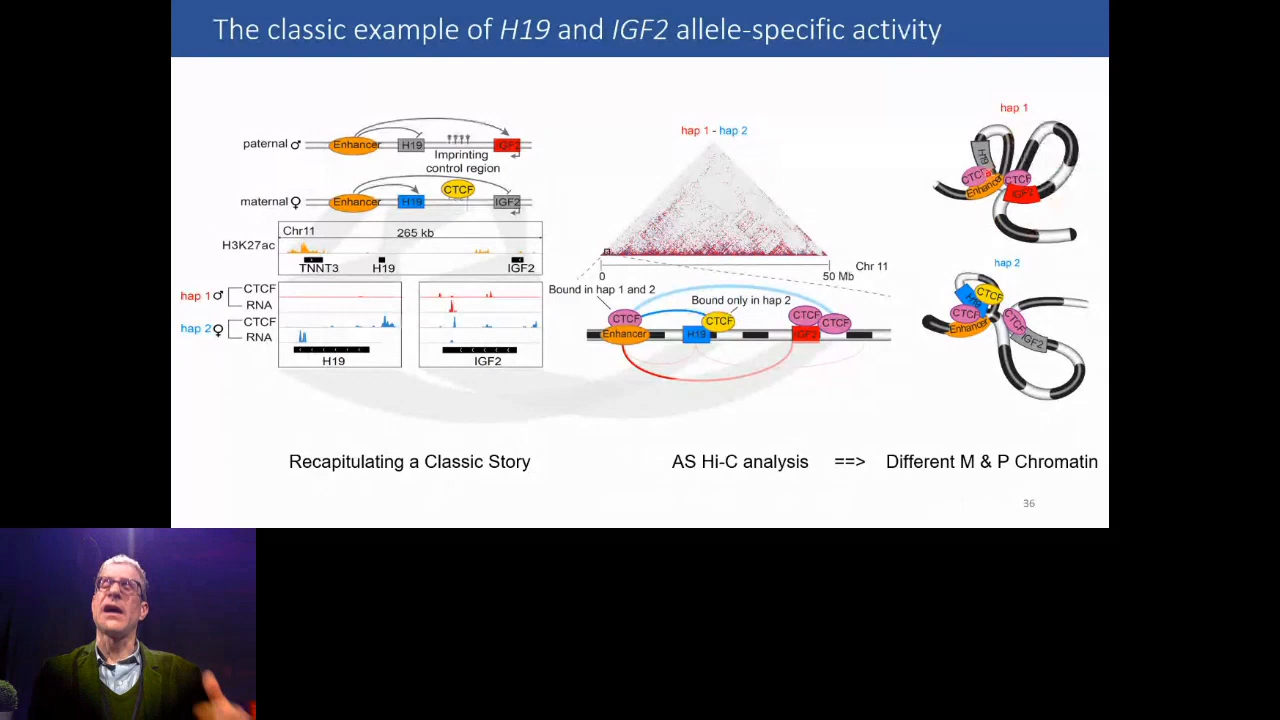 The classic example of H19 and IGF2 allele-specific activity
paternal ♂
Enhancer
H19
IGF2
Imprinting
control region
maternal ♀
Enhancer
H19
CTCF
IGF2
Chr11
265 kb
H3K27ac
TNNT3
H19
IGF2
hap 1 ♂
CTCF
RNA
hap 2 ♀
CTCF
RNA
H19
IGF2
hap 1 - hap 2
0
50 Mb
Chr 11
Bound in hap 1 and 2
Bound only in hap 2
CTCF
CTCF
CTCF
CTCF
Enhancer
H19
IGF2
hap 1
H19
CTCF
CTCF
Enhancer
IGF2
hap 2
CTCF
H19
CTCF
Enhancer
CTCF
IGF2
Recapitulating a Classic Story
AS Hi-C analysis ==> Different M & P Chromatin
36